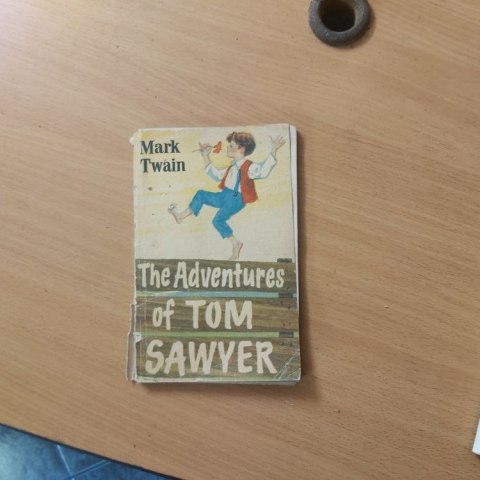 Mark
Twain
The Adventures
of TOM
SAWYER